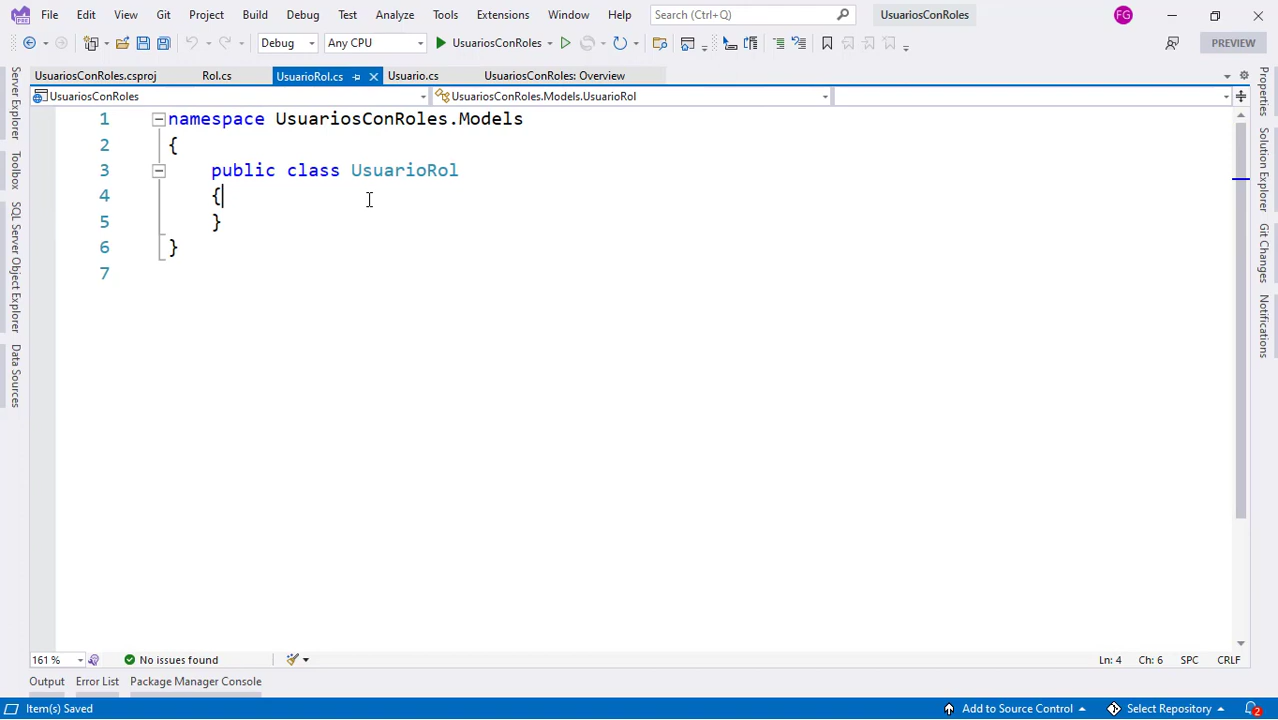 File Edit View Git Project Build Debug Test Analyze Tools Extensions Window Help Search (Ctrl+Q) UsuariosConRoles FG
Debug Any CPU UsuariosConRoles PREVIEW
UsuariosConRoles.csproj Rol.cs UsuarioRol.cs Usuario.cs UsuariosConRoles: Overview
UsuariosConRoles UsuariosConRoles.Models.UsuarioRol
Server Explorer
Toolbox
SQL Server Object Explorer
Data Sources
1 namespace UsuariosConRoles.Models
2 {
3 public class UsuarioRol
4 {
5 }
6 }
7
Properties
Solution Explorer
Git Changes
Notifications
161 % No issues found Ln: 4 Ch: 6 SPC CRLF
Output Error List Package Manager Console
Item(s) Saved Add to Source Control Select Repository 2